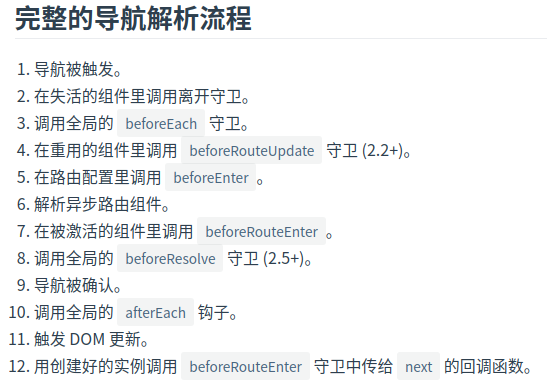 完整的导航解析流程
1. 导航被触发。
2. 在失活的组件里调用离开守卫。
3. 调用全局的 beforeEach 守卫。
4. 在重用的组件里调用 beforeRouteUpdate 守卫 (2.2+)。
5. 在路由配置里调用 beforeEnter 。
6. 解析异步路由组件。
7. 在被激活的组件里调用 beforeRouteEnter 。
8. 调用全局的 beforeResolve 守卫 (2.5+)。
9. 导航被确认。
10. 调用全局的 afterEach 钩子。
11. 触发 DOM 更新。
12. 用创建好的实例调用 beforeRouteEnter 守卫中传给 next 的回调函数。